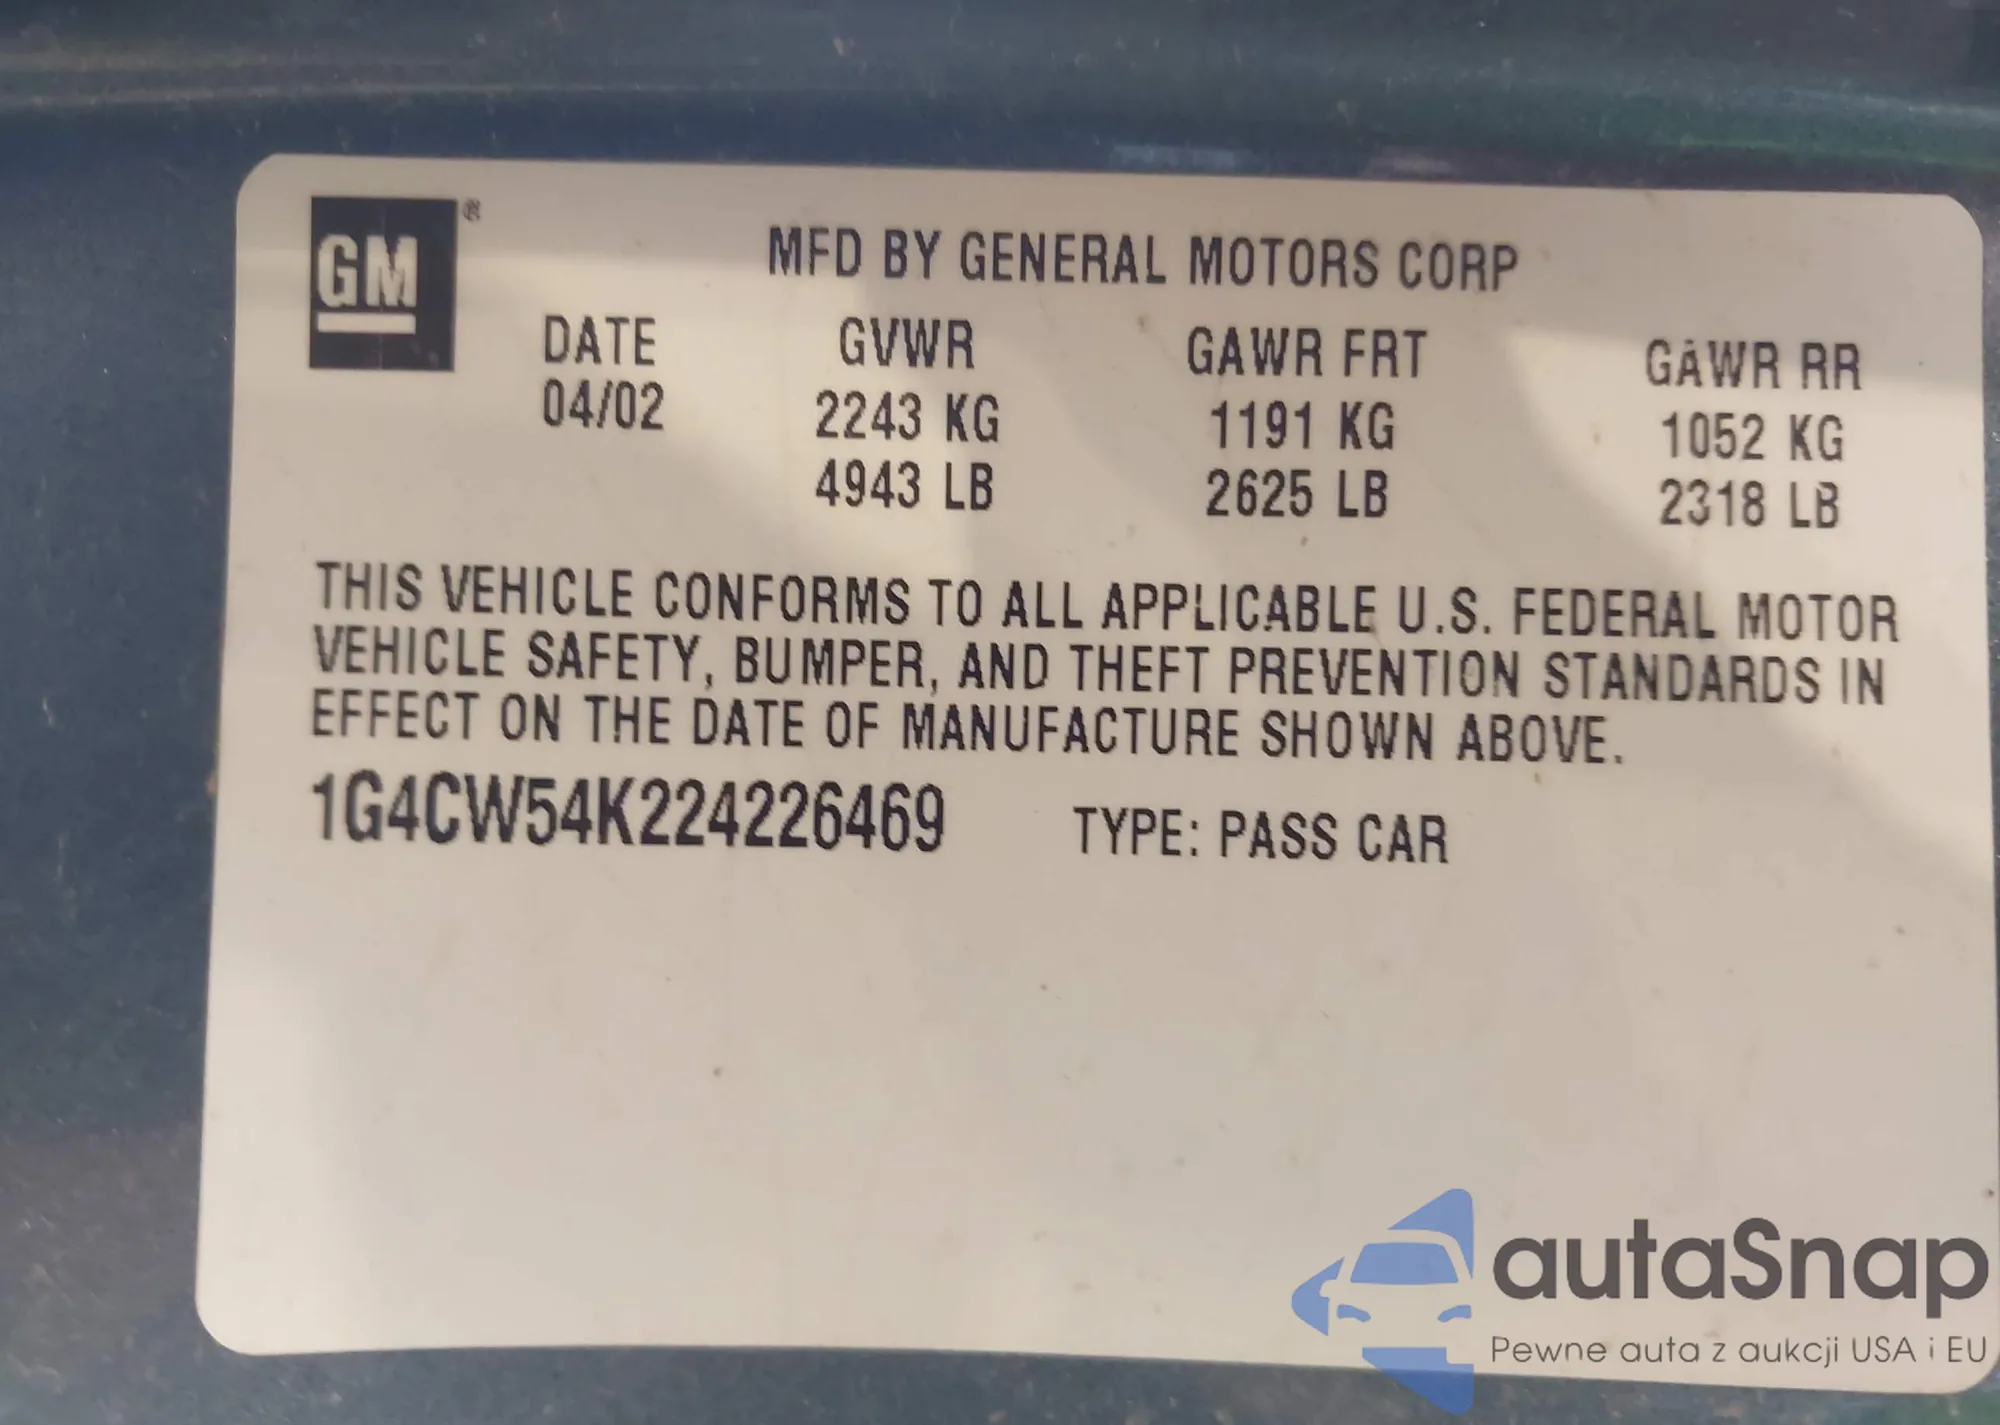 GM®
MFD BY GENERAL MOTORS CORP
DATE GVWR GAWR FRT GAWR RR
04/02 2243 KG 1191 KG 1052 KG
4943 LB 2625 LB 2318 LB
THIS VEHICLE CONFORMS TO ALL APPLICABLE U.S. FEDERAL MOTOR
VEHICLE SAFETY, BUMPER, AND THEFT PREVENTION STANDARDS IN
EFFECT ON THE DATE OF MANUFACTURE SHOWN ABOVE.
1G4CW54K224226469 TYPE: PASS CAR
autaSnap
Pewne auta z aukcji USA i EU